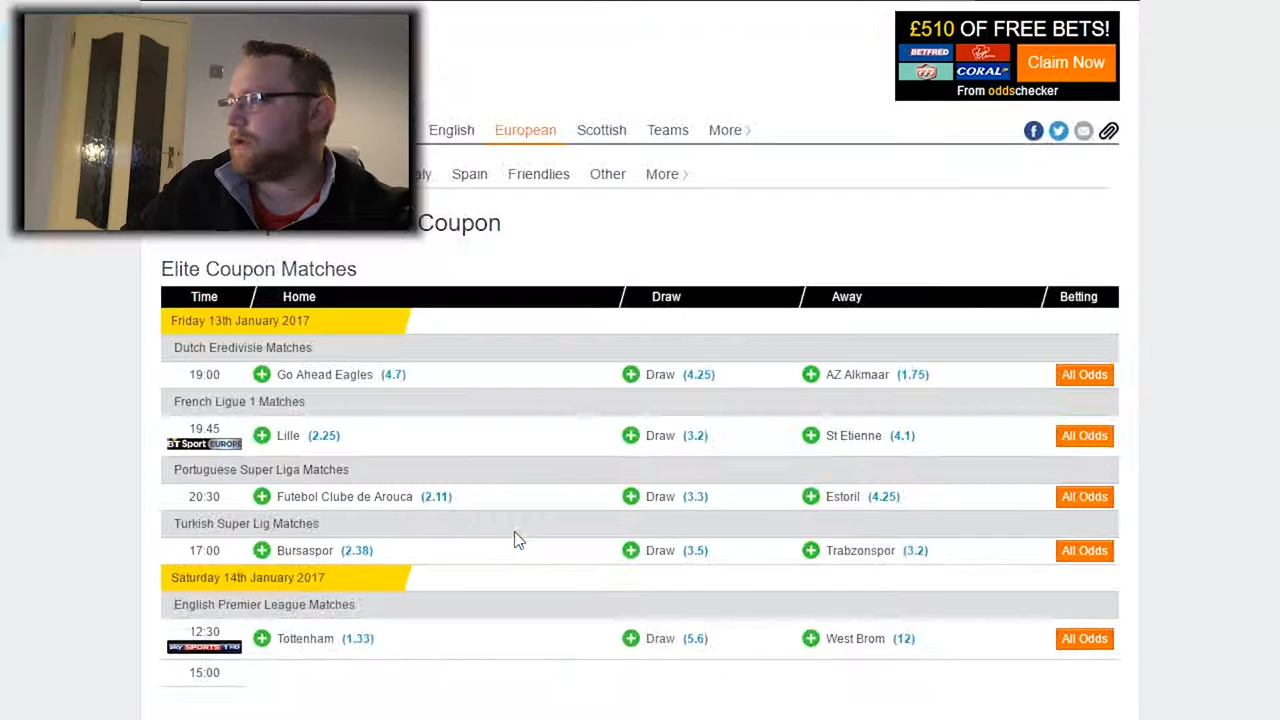 £510 OF FREE BETS!
BETFRED
CORAL
Claim Now
From oddschecker
English European Scottish Teams More
Spain Friendlies Other More
Coupon
Elite Coupon Matches
Time Home Draw Away Betting
Friday 13th January 2017
Dutch Eredivisie Matches
19:00 Go Ahead Eagles (4.7) Draw (4.25) AZ Alkmaar (1.75) All Odds
French Ligue 1 Matches
19.45 Lille (2.25) Draw (3.2) St Etienne (4.1) All Odds
BT Sport EUROPE
Portuguese Super Liga Matches
20:30 Futebol Clube de Arouca (2.11) Draw (3.3) Estoril (4.25) All Odds
Turkish Super Lig Matches
17:00 Bursaspor (2.38) Draw (3.5) Trabzonspor (3.2) All Odds
Saturday 14th January 2017
English Premier League Matches
12:30 Tottenham (1.33) Draw (5.6) West Brom (12) All Odds
sky SPORTS 1 HD
15:00